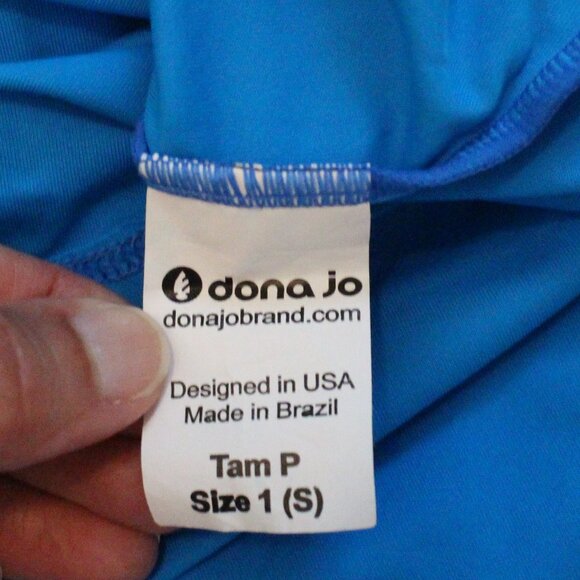 dona jo
donajobrand.com
Designed in USA
Made in Brazil
Tam P
Size 1 (S)